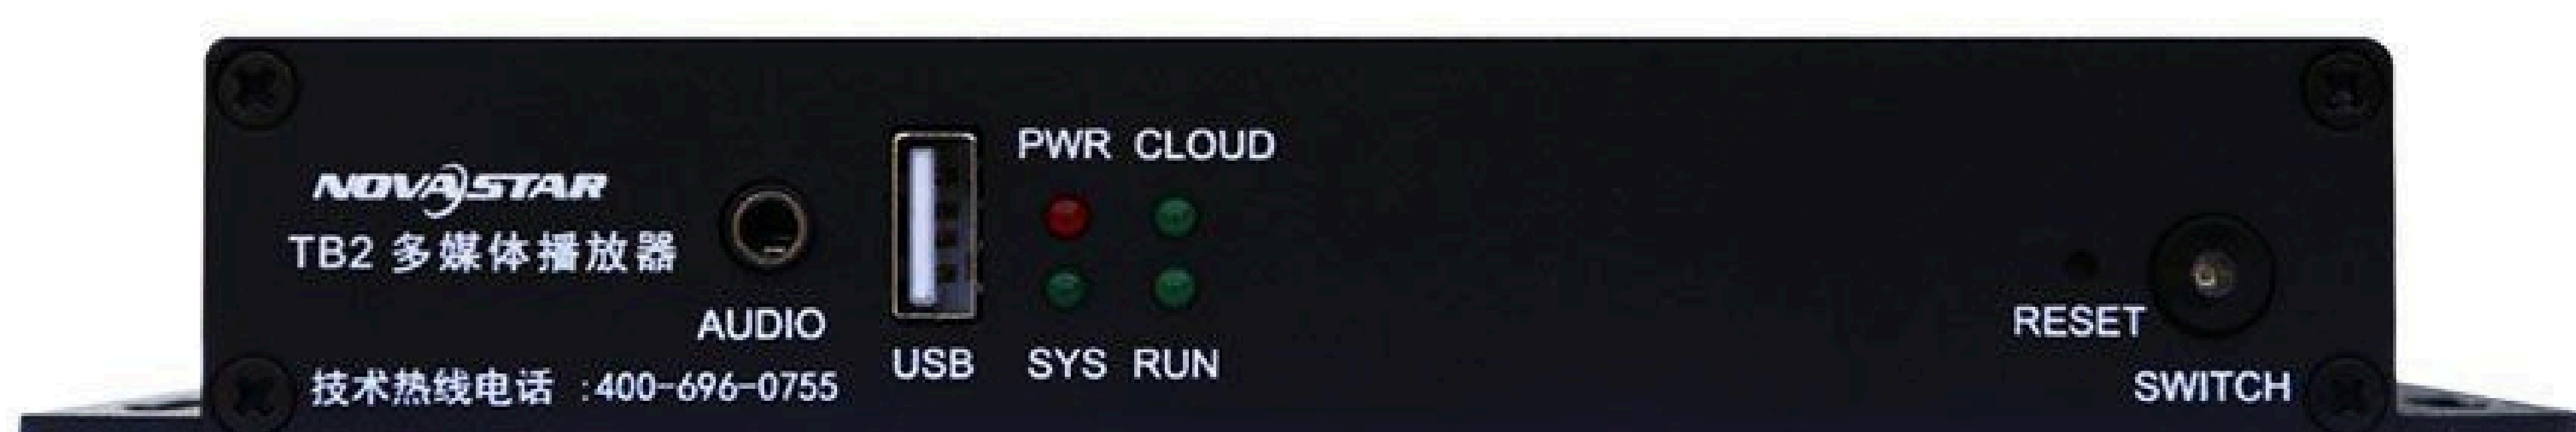 NOVASTAR
TB2 多媒体播放器
AUDIO
技术热线电话 :400-696-0755
USB
PWR CLOUD
SYS RUN
RESET
SWITCH